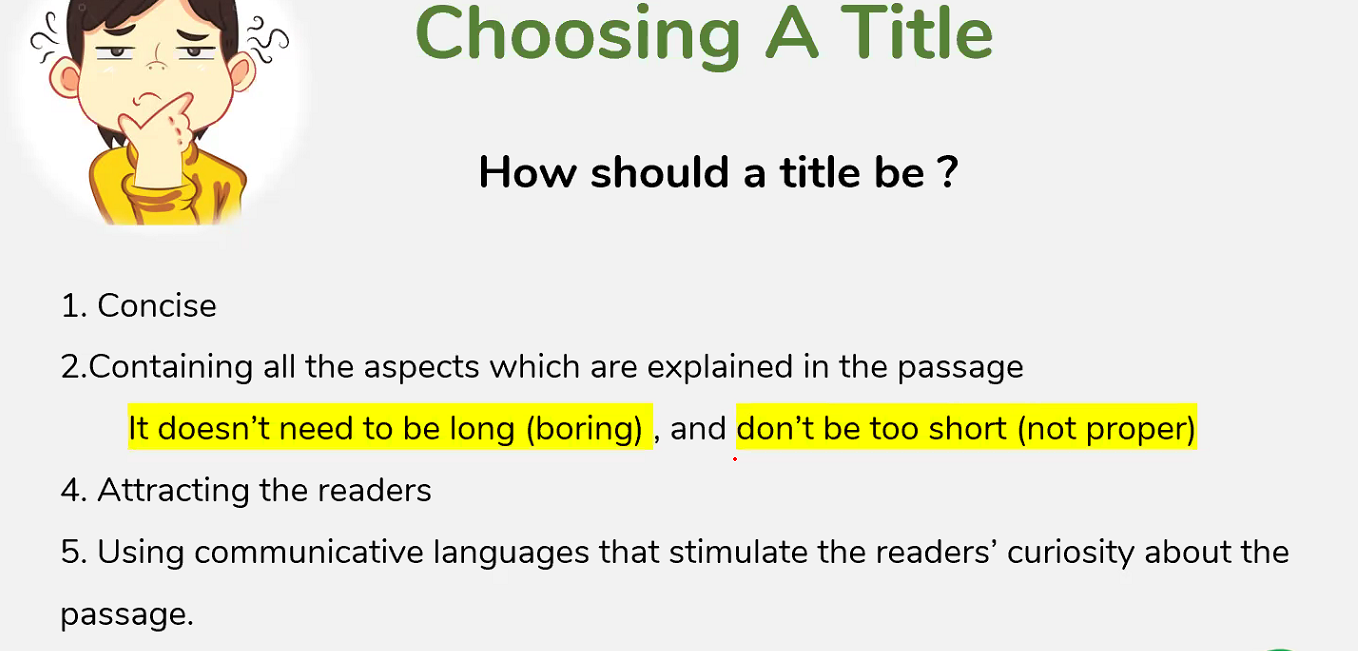 Choosing A Title
How should a title be ?
1. Concise
2.Containing all the aspects which are explained in the passage
It doesn’t need to be long (boring) , and don’t be too short (not proper)
4. Attracting the readers
5. Using communicative languages that stimulate the readers’ curiosity about the
passage.